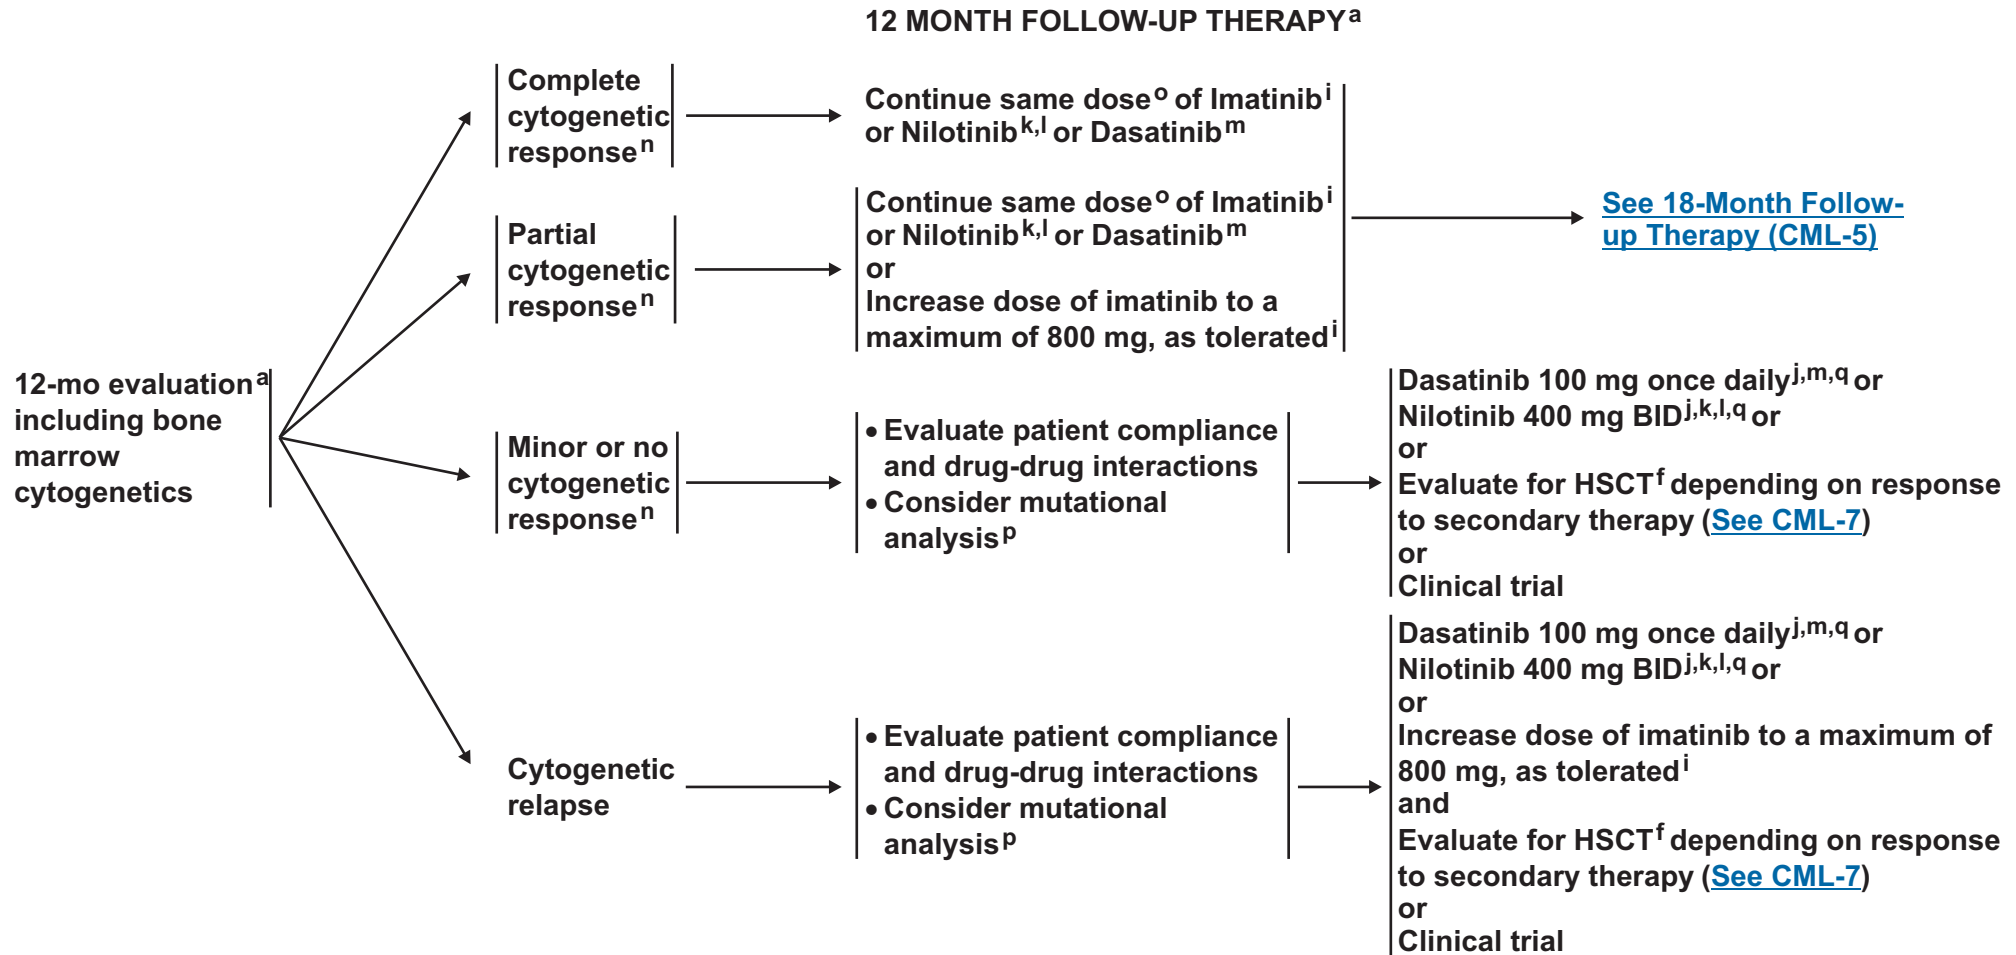 12 MONTH FOLLOW-UP THERAPYa
Complete
cytogenetic
responsen
Continue same doseo of Imatinibi
or Nilotinibk,l or Dasatinibm
Partial
cytogenetic
responsen
Continue same doseo of Imatinibi
or Nilotinibk,l or Dasatinibm
or
Increase dose of imatinib to a
maximum of 800 mg, as toleratedi
See 18-Month Follow-
up Therapy (CML-5)
12-mo evaluationa
including bone
marrow
cytogenetics
Minor or no
cytogenetic
responsen
• Evaluate patient compliance
and drug-drug interactions
• Consider mutational
analysisp
Dasatinib 100 mg once dailyj,m,q or
Nilotinib 400 mg BIDj,k,l,q or
or
Evaluate for HSCTf depending on response
to secondary therapy (See CML-7)
or
Clinical trial
Cytogenetic
relapse
• Evaluate patient compliance
and drug-drug interactions
• Consider mutational
analysisp
Dasatinib 100 mg once dailyj,m,q or
Nilotinib 400 mg BIDj,k,l,q or
or
Increase dose of imatinib to a maximum of
800 mg, as toleratedi
and
Evaluate for HSCTf depending on response
to secondary therapy (See CML-7)
or
Clinical trial